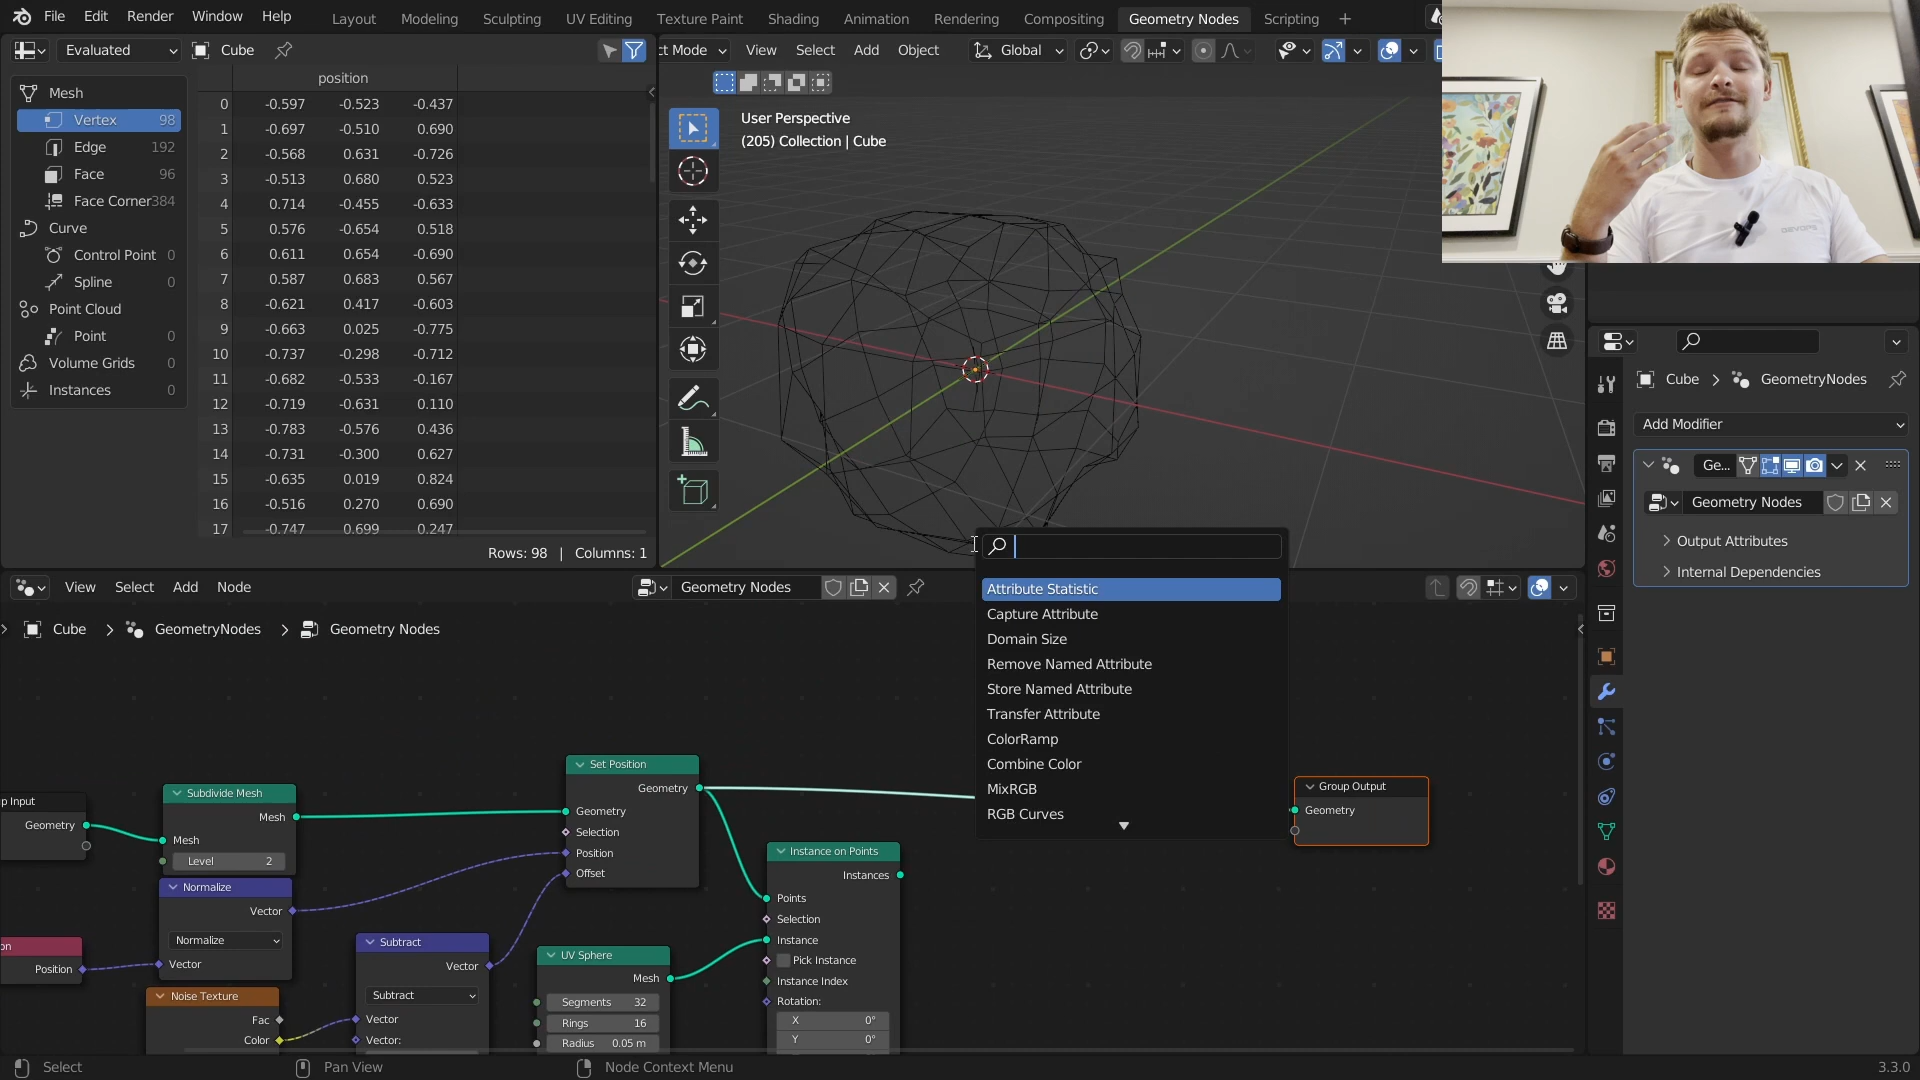 File Edit Render Window Help
Layout Modeling Sculpting UV Editing Texture Paint Shading Animation Rendering Compositing Geometry Nodes Scripting
Evaluated Cube
position
Mesh
Vertex 98
Edge 192
Face 96
Face Corner 384
Curve
Control Point 0
Spline 0
Point Cloud
Point 0
Volume Grids 0
Instances 0
0 -0.597 -0.523 -0.437
1 -0.697 -0.510 0.690
2 -0.568 0.631 -0.726
3 -0.513 0.680 0.523
4 0.714 -0.455 -0.633
5 0.576 -0.654 0.518
6 0.611 0.654 -0.690
7 0.587 0.683 0.567
8 -0.621 0.417 -0.603
9 -0.663 0.025 -0.775
10 -0.737 -0.298 -0.712
11 -0.682 -0.533 -0.167
12 -0.719 -0.631 0.110
13 -0.783 -0.576 0.436
14 -0.731 -0.300 0.627
15 -0.635 0.019 0.824
16 -0.516 0.270 0.690
17 -0.747 0.699 0.247
Rows: 98 | Columns: 1
ct Mode View Select Add Object Global
User Perspective
(205) Collection | Cube
Attribute Statistic
Capture Attribute
Domain Size
Remove Named Attribute
Store Named Attribute
Transfer Attribute
ColorRamp
Combine Color
MixRGB
RGB Curves
Cube > GeometryNodes
Add Modifier
Ge...
Geometry Nodes
Output Attributes
Internal Dependencies
View Select Add Node Geometry Nodes
Cube > GeometryNodes > Geometry Nodes
p Input
Geometry
Subdivide Mesh
Mesh
Mesh
Level 2
Normalize
Vector
Normalize
Vector
on
Position
Noise Texture
Fac
Color
Subtract
Vector
Subtract
Vector
Vector:
Set Position
Geometry
Geometry
Selection
Position
Offset
UV Sphere
Mesh
Segments 32
Rings 16
Radius 0.05 m
Instance on Points
Instances
Points
Selection
Instance
Pick Instance
Instance Index
Rotation:
X 0°
Y 0°
Group Output
Geometry
Select Pan View Node Context Menu 3.3.0